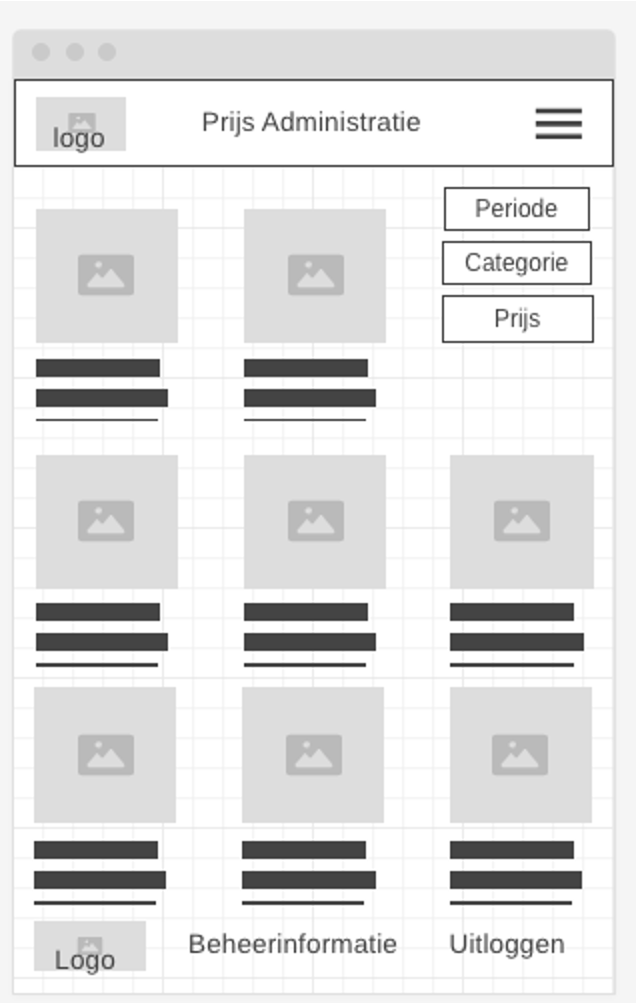 logo
Prijs Administratie
Periode
Categorie
Prijs
Logo
Beheerinformatie
Uitloggen